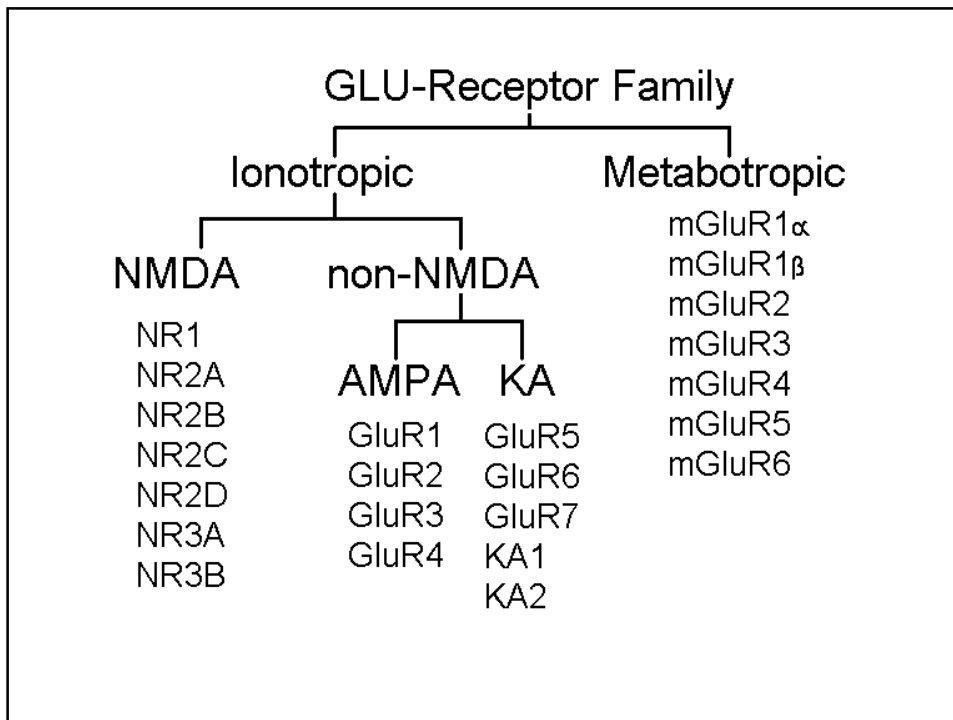 GLU-Receptor Family
Ionotropic
Metabotropic
NMDA
non-NMDA
NR1
NR2A
NR2B
NR2C
NR2D
NR3A
NR3B
AMPA
GluR1
GluR2
GluR3
GluR4
KA
GluR5
GluR6
GluR7
KA1
KA2
mGluR1α
mGluR1β
mGluR2
mGluR3
mGluR4
mGluR5
mGluR6